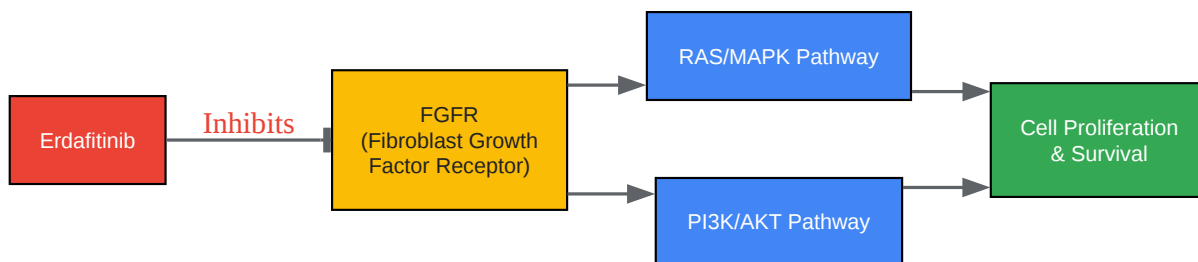 Erdafitinib
Inhibits
FGFR
(Fibroblast Growth
Factor Receptor)
RAS/MAPK Pathway
PI3K/AKT Pathway
Cell Proliferation
& Survival